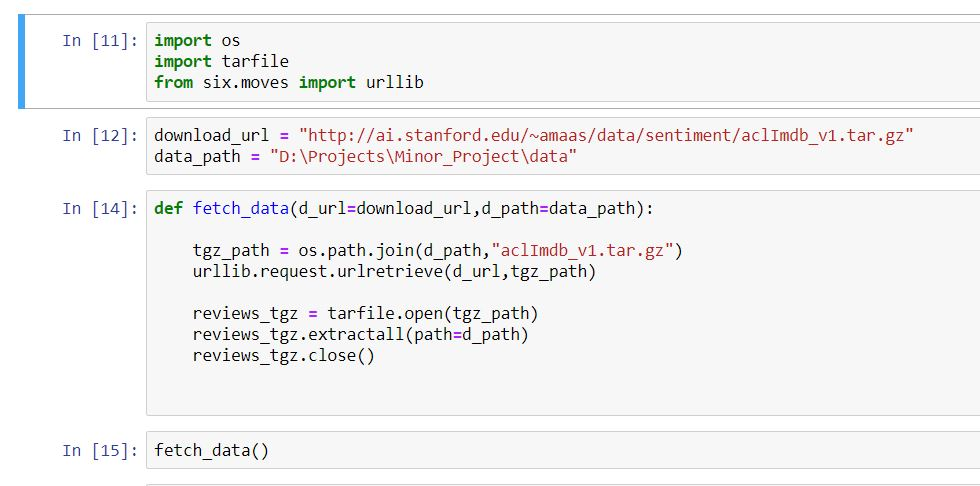 In [11]: import os
import tarfile
from six.moves import urllib
In [12]: download_url = "http://ai.stanford.edu/~amaas/data/sentiment/aclImdb_v1.tar.gz"
data_path = "D:\Projects\Minor_Project\data"
In [14]: def fetch_data(d_url=download_url,d_path=data_path):
tgz_path = os.path.join(d_path,"aclImdb_v1.tar.gz")
urllib.request.urlretrieve(d_url,tgz_path)
reviews_tgz = tarfile.open(tgz_path)
reviews_tgz.extractall(path=d_path)
reviews_tgz.close()
In [15]: fetch_data()